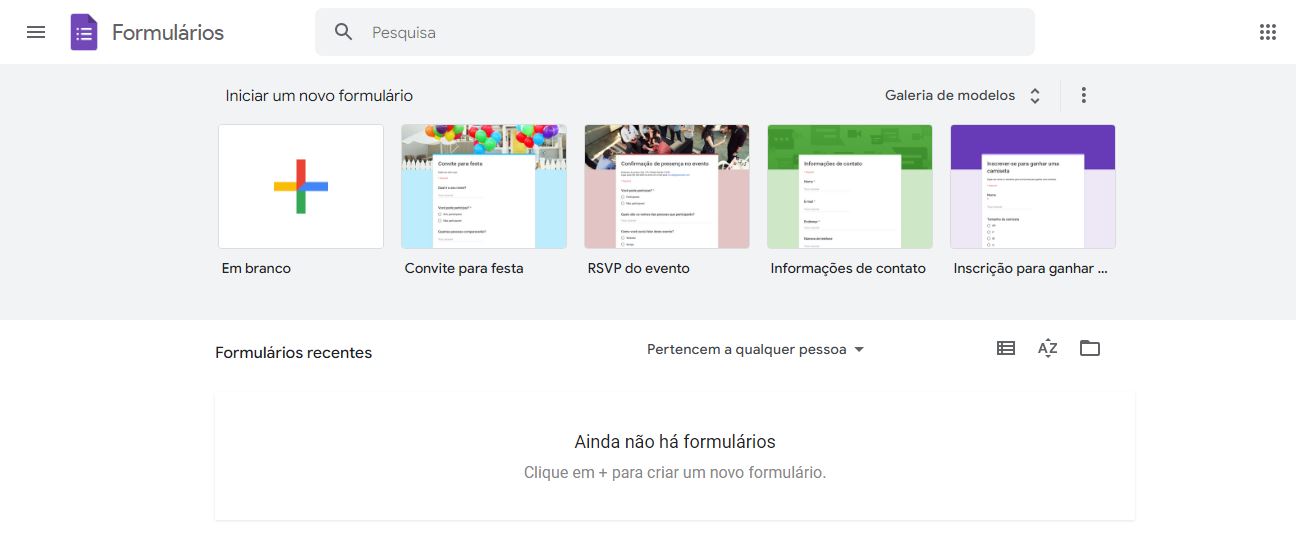 Formulários
Pesquisa
Iniciar um novo formulário
Galeria de modelos
Convite para festa
Confirmação de presença no evento
Informações de contato
Inscrever-se para ganhar uma
camiseta
Em branco
Convite para festa
RSVP do evento
Informações de contato
Inscrição para ganhar ...
Formulários recentes
Pertencem a qualquer pessoa
AZ
Ainda não há formulários
Clique em + para criar um novo formulário.